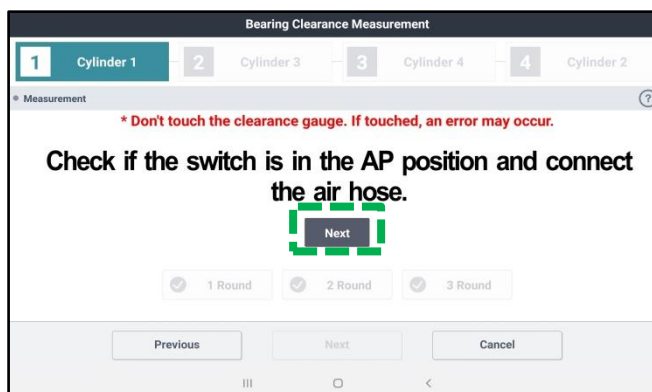 Bearing Clearance Measurement
1 Cylinder 1 2 Cylinder 3 3 Cylinder 4 4 Cylinder 2
Measurement ?
* Don't touch the clearance gauge. If touched, an error may occur.
Check if the switch is in the AP position and connect
the air hose.
Next
1 Round 2 Round 3 Round
Previous Next Cancel